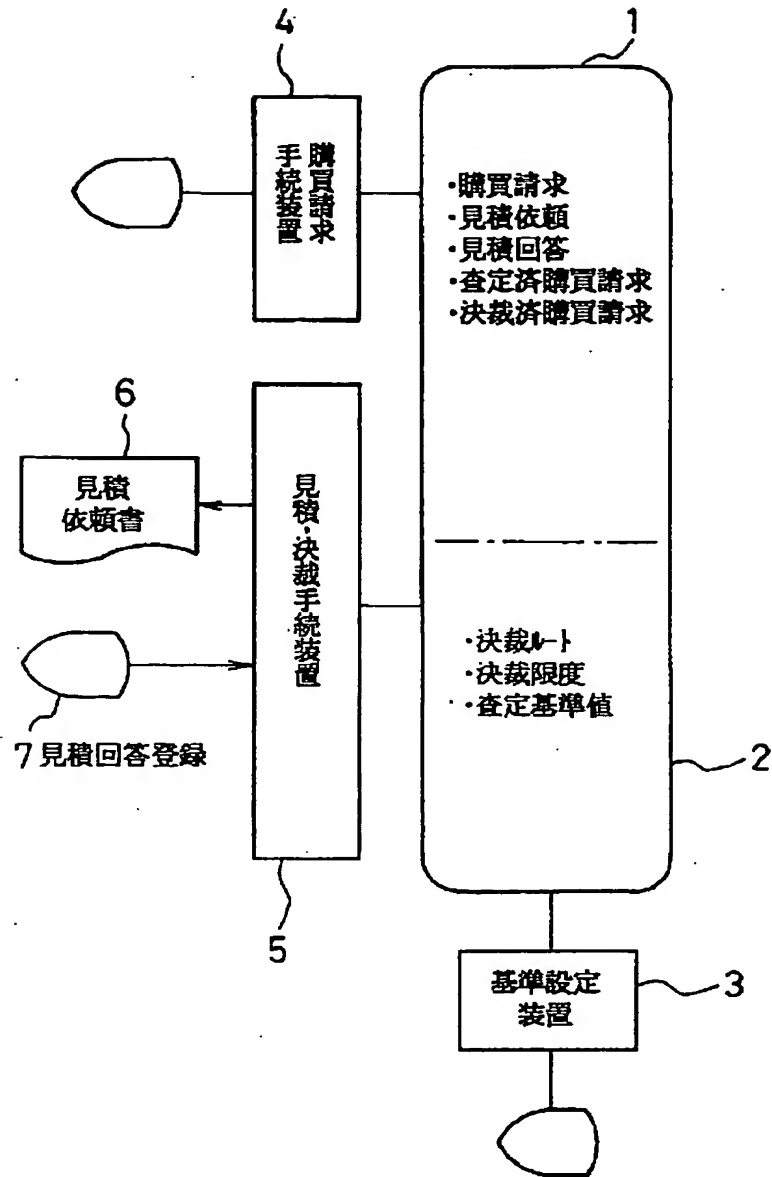 4
1
購買請求
手続装置
・購買請求
・見積依頼
・見積回答
・査定済購買請求
・決裁済購買請求
6
見積
依頼書
見積・決裁手続装置
・決裁ルート
・決裁限度
・査定基準値
7見積回答登録
2
5
基準設定
装置
3